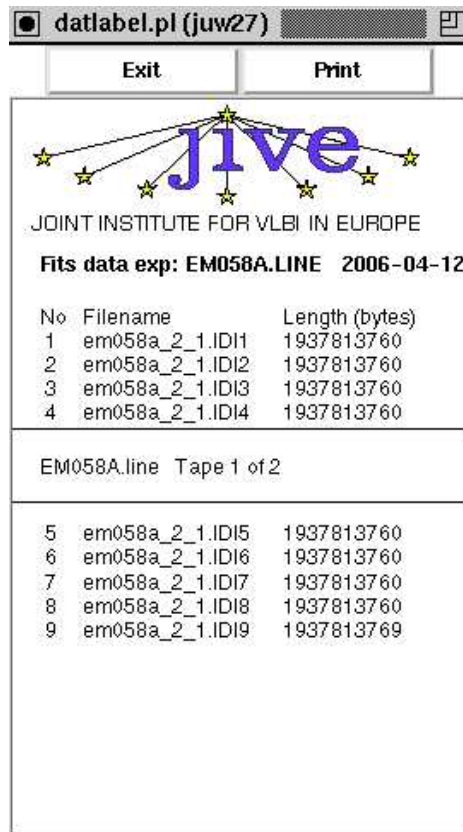 datlabel.pl (juw27)
Exit Print
jive
JOINT INSTITUTE FOR VLBI IN EUROPE
Fits data exp: EM058A.LINE 2006-04-12
No Filename Length (bytes)
1 em058a_2_1.IDI1 1937813760
2 em058a_2_1.IDI2 1937813760
3 em058a_2_1.IDI3 1937813760
4 em058a_2_1.IDI4 1937813760
EM058A.line Tape 1 of 2
5 em058a_2_1.IDI5 1937813760
6 em058a_2_1.IDI6 1937813760
7 em058a_2_1.IDI7 1937813760
8 em058a_2_1.IDI8 1937813760
9 em058a_2_1.IDI9 1937813769